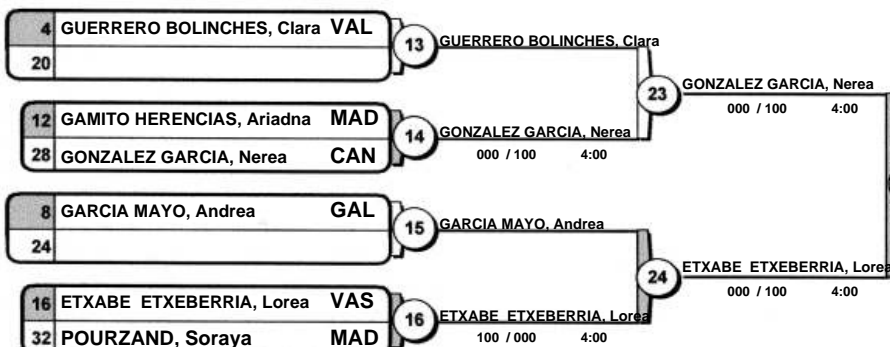 4 GUERRERO BOLINCHES, Clara VAL
20
13
GUERRERO BOLINCHES, Clara
12 GAMITO HERENCIAS, Ariadna MAD
28 GONZALEZ GARCIA, Nerea CAN
14
GONZALEZ GARCIA, Nerea
000 / 100 4:00
23
GONZALEZ GARCIA, Nerea
000 / 100 4:00
8 GARCIA MAYO, Andrea GAL
24
15
GARCIA MAYO, Andrea
16 ETXABE ETXEBERRIA, Lorea VAS
32 POURZAND, Soraya MAD
16
ETXABE ETXEBERRIA, Lorea
100 / 000 4:00
24
ETXABE ETXEBERRIA, Lorea
000 / 100 4:00